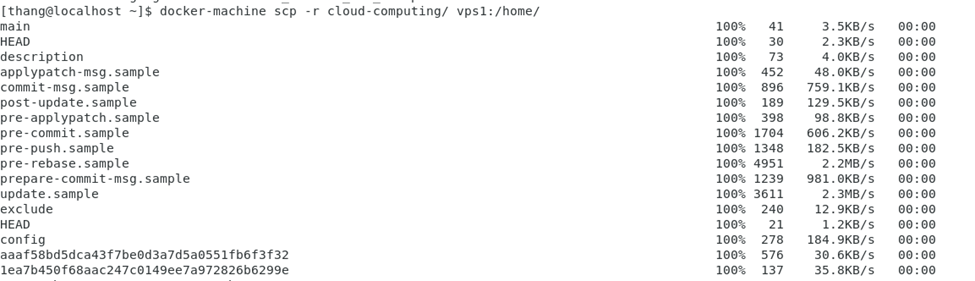 [thang@localhost ~]$ docker-machine scp -r cloud-computing/ vps1:/home/
main 100% 41 3.5KB/s 00:00
HEAD 100% 30 2.3KB/s 00:00
description 100% 73 4.0KB/s 00:00
applypatch-msg.sample 100% 452 48.0KB/s 00:00
commit-msg.sample 100% 896 759.1KB/s 00:00
post-update.sample 100% 189 129.5KB/s 00:00
pre-applypatch.sample 100% 398 98.8KB/s 00:00
pre-commit.sample 100% 1704 606.2KB/s 00:00
pre-push.sample 100% 1348 182.5KB/s 00:00
pre-rebase.sample 100% 4951 2.2MB/s 00:00
prepare-commit-msg.sample 100% 1239 981.0KB/s 00:00
update.sample 100% 3611 2.3MB/s 00:00
exclude 100% 240 12.9KB/s 00:00
HEAD 100% 21 1.2KB/s 00:00
config 100% 278 184.9KB/s 00:00
aaaf58bd5dca43f7be0d3a7d5a0551fb6f3f32 100% 576 30.6KB/s 00:00
1ea7b450f68aac247c0149ee7a972826b6299e 100% 137 35.8KB/s 00:00